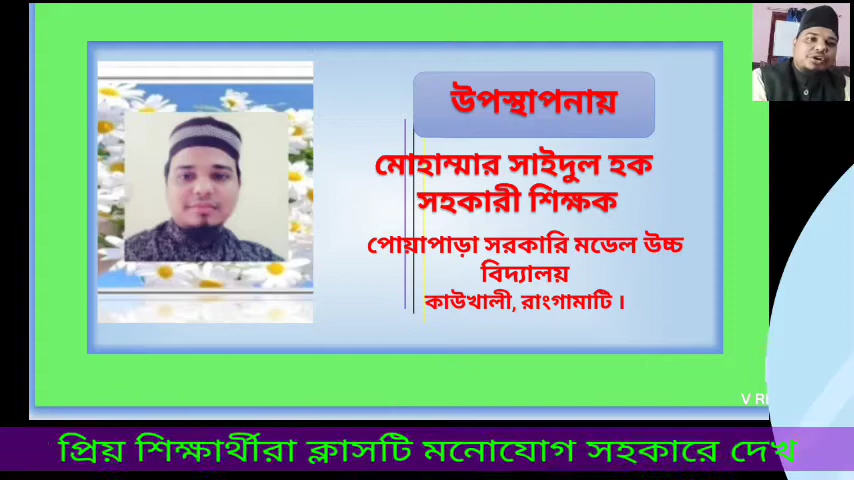 উপস্থাপনায়
মোহাম্মার সাইদুল হক
সহকারী শিক্ষক
পোয়াপাড়া সরকারি মডেল উচ্চ
বিদ্যালয়
কাউখালী, রাংগামাটি ।
প্রিয় শিক্ষার্থীরা ক্লাসটি মনোযোগ সহকারে দেখ